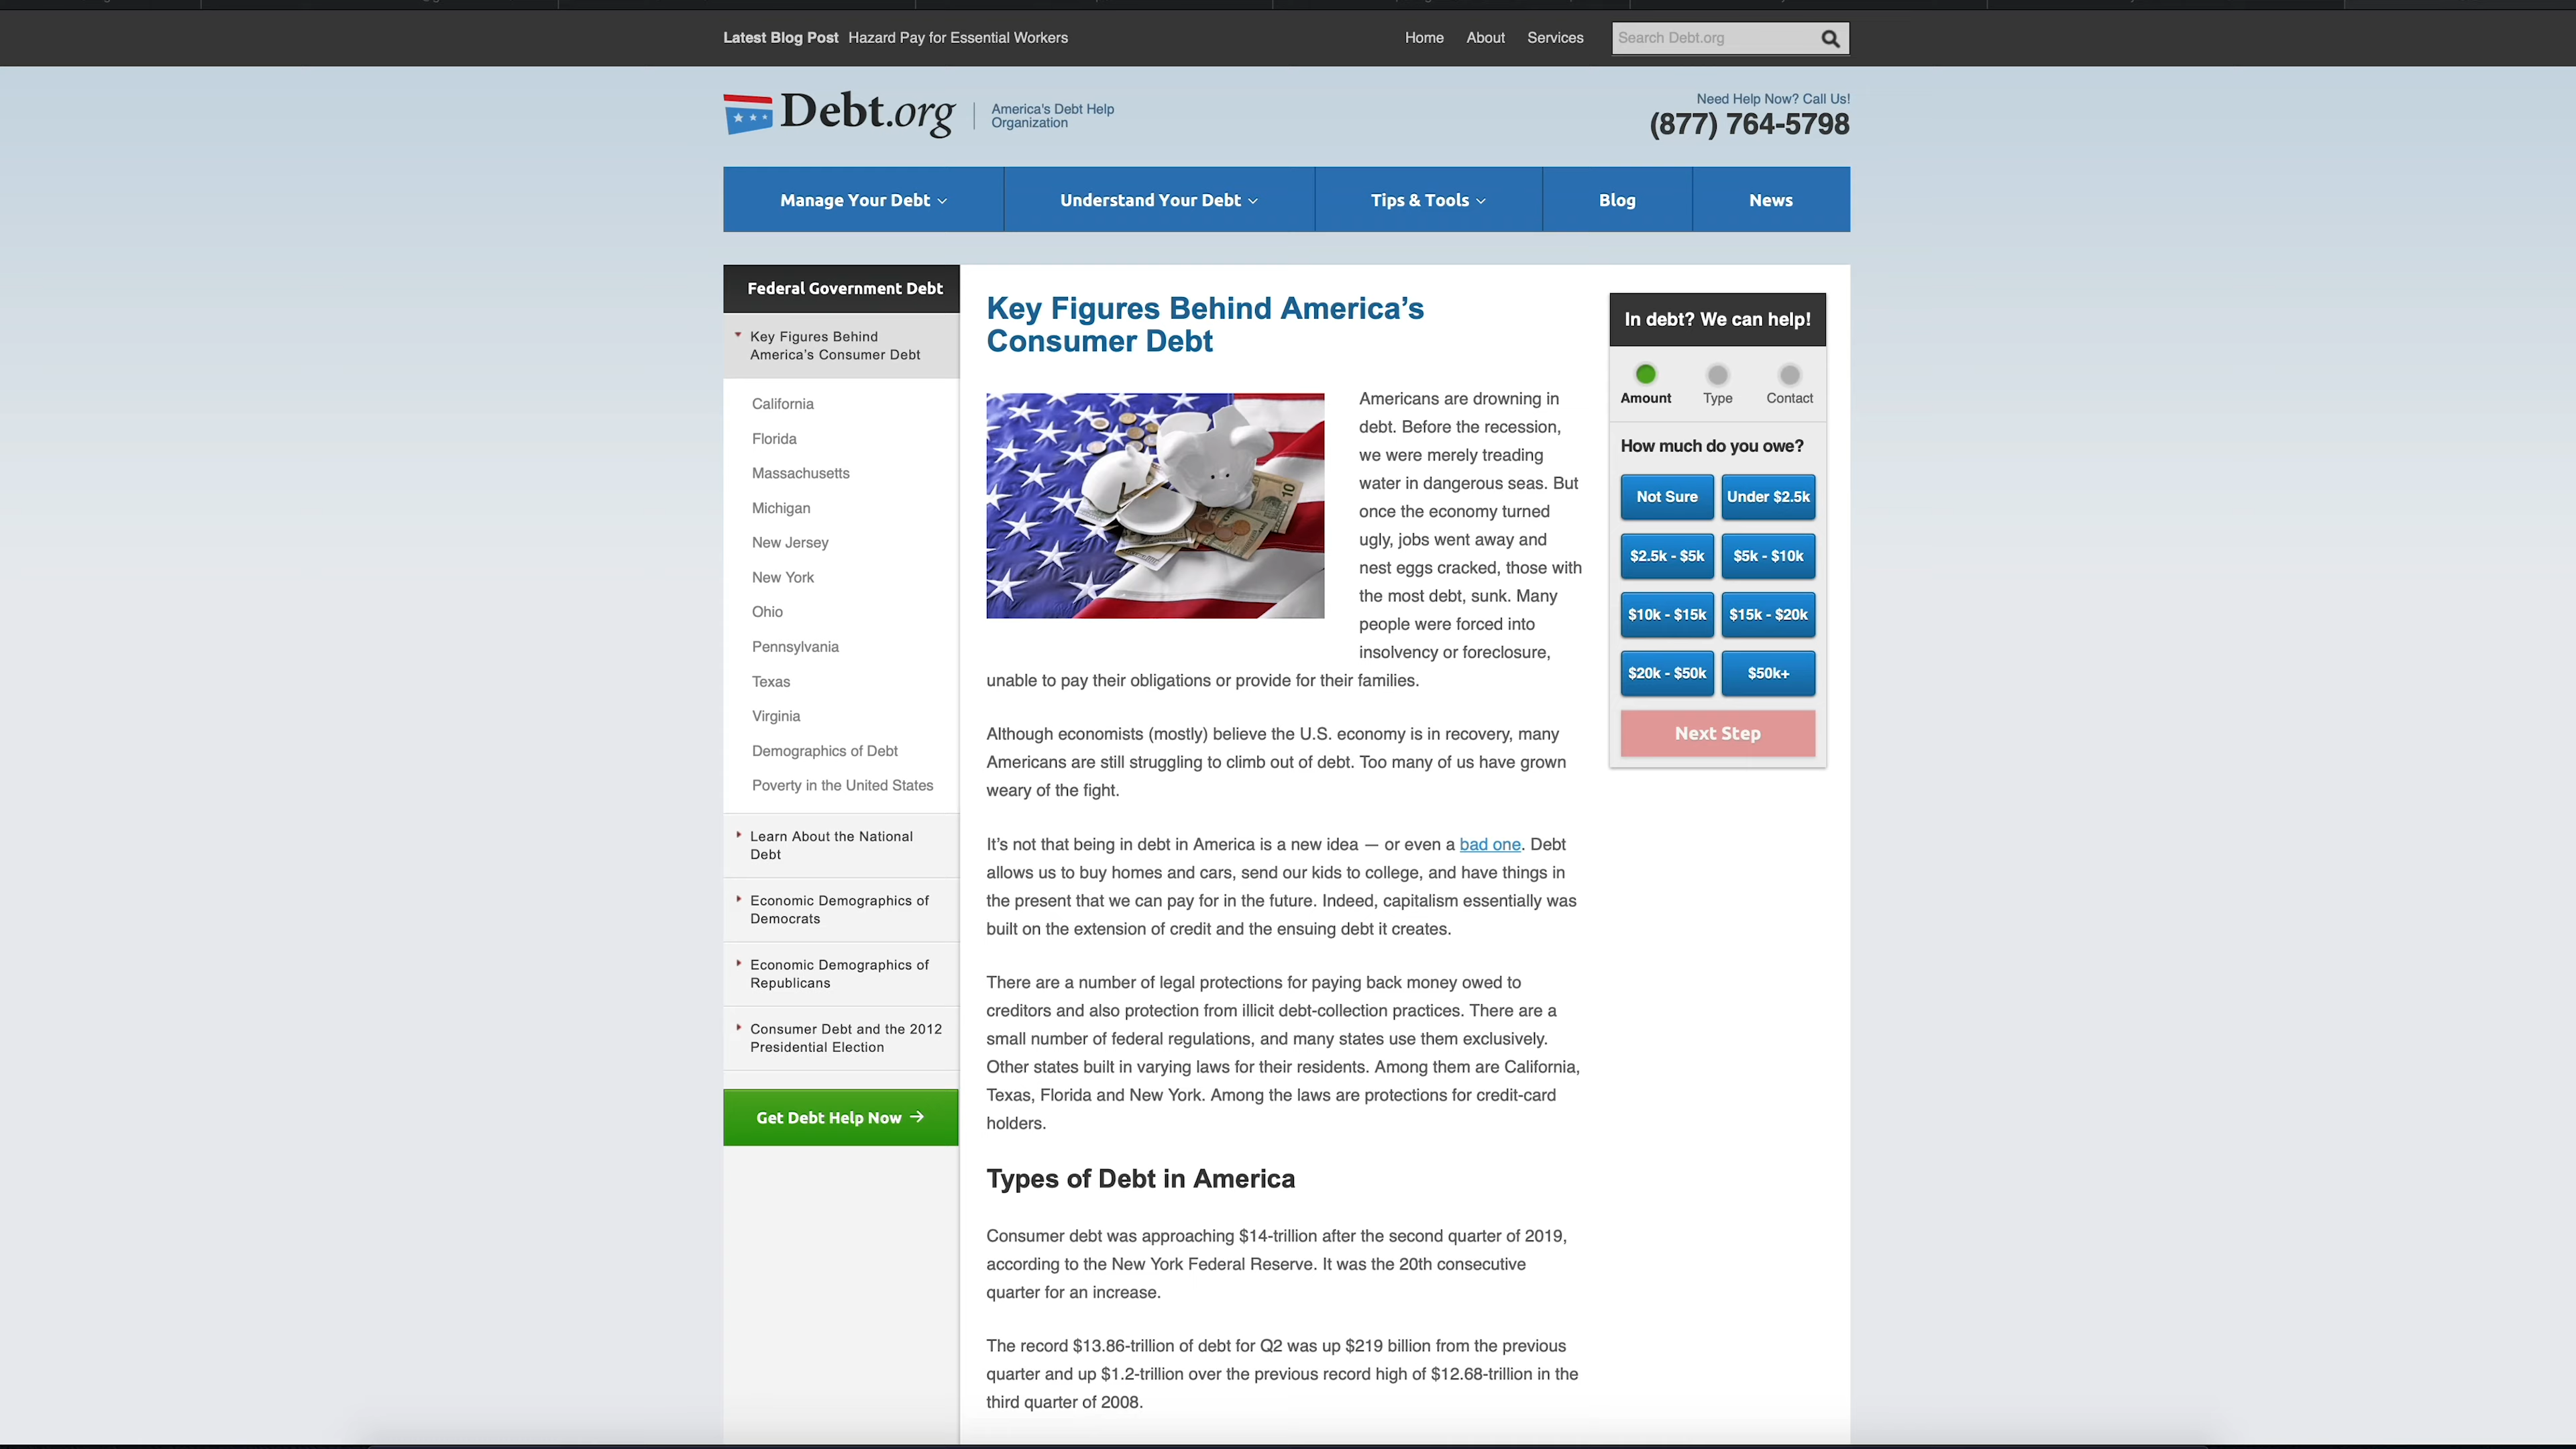 Latest Blog Post Hazard Pay for Essential Workers
Home About Services Search Debt.org
Debt.org
America's Debt Help
Organization
Need Help Now? Call Us!
(877) 764-5798
Manage Your Debt Understand Your Debt Tips & Tools Blog News
Federal Government Debt
Key Figures Behind
America’s Consumer Debt
California
Florida
Massachusetts
Michigan
New Jersey
New York
Ohio
Pennsylvania
Texas
Virginia
Demographics of Debt
Poverty in the United States
Learn About the National
Debt
Economic Demographics of
Democrats
Economic Demographics of
Republicans
Consumer Debt and the 2012
Presidential Election
Get Debt Help Now →
Key Figures Behind America’s
Consumer Debt
10
Americans are drowning in
debt. Before the recession,
we were merely treading
water in dangerous seas. But
once the economy turned
ugly, jobs went away and
nest eggs cracked, those with
the most debt, sunk. Many
people were forced into
insolvency or foreclosure,
unable to pay their obligations or provide for their families.
Although economists (mostly) believe the U.S. economy is in recovery, many
Americans are still struggling to climb out of debt. Too many of us have grown
weary of the fight.
It’s not that being in debt in America is a new idea — or even a bad one. Debt
allows us to buy homes and cars, send our kids to college, and have things in
the present that we can pay for in the future. Indeed, capitalism essentially was
built on the extension of credit and the ensuing debt it creates.
There are a number of legal protections for paying back money owed to
creditors and also protection from illicit debt-collection practices. There are a
small number of federal regulations, and many states use them exclusively.
Other states built in varying laws for their residents. Among them are California,
Texas, Florida and New York. Among the laws are protections for credit-card
holders.
Types of Debt in America
Consumer debt was approaching $14-trillion after the second quarter of 2019,
according to the New York Federal Reserve. It was the 20th consecutive
quarter for an increase.
The record $13.86-trillion of debt for Q2 was up $219 billion from the previous
quarter and up $1.2-trillion over the previous record high of $12.68-trillion in the
third quarter of 2008.
In debt? We can help!
Amount Type Contact
How much do you owe?
Not Sure Under $2.5k
$2.5k - $5k $5k - $10k
$10k - $15k $15k - $20k
$20k - $50k $50k+
Next Step